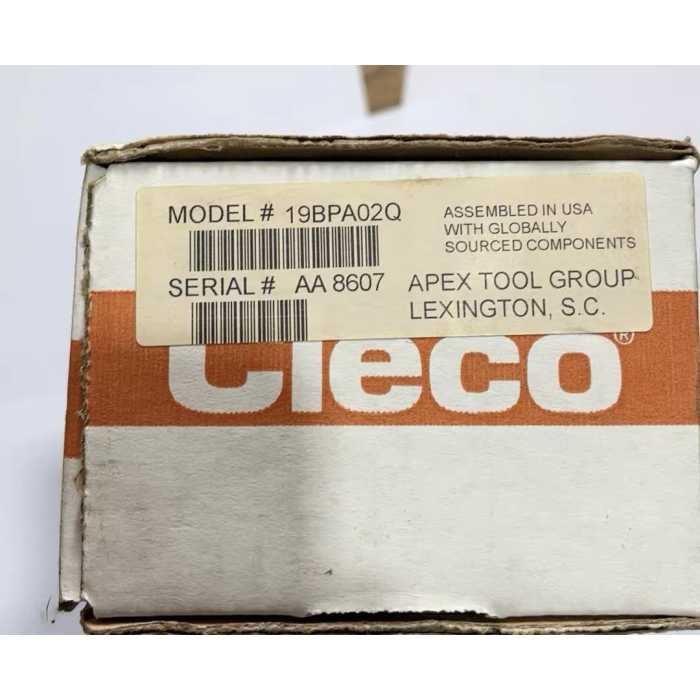 MODEL # 19BPA02Q
SERIAL # AA 8607
ASSEMBLED IN USA
WITH GLOBALLY
SOURCED COMPONENTS
APEX TOOL GROUP
LEXINGTON, S.C.
Cleco®